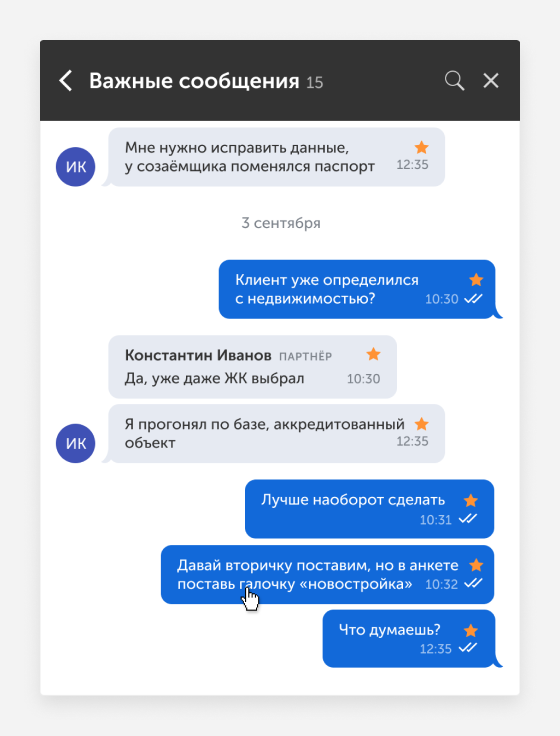 Важные сообщения 15
Мне нужно исправить данные,
у созаёмщика поменялся паспорт 12:35
ИК
3 сентября
Клиент уже определился
с недвижимостью? 10:30
Константин Иванов ПАРТНЁР
Да, уже даже ЖК выбрал 10:30
Я прогонял по базе, аккредитованный
объект 12:35
ИК
Лучше наоборот сделать
10:31
Давай вторичку поставим, но в анкете
поставь галочку «новостройка» 10:32
Что думаешь?
12:35